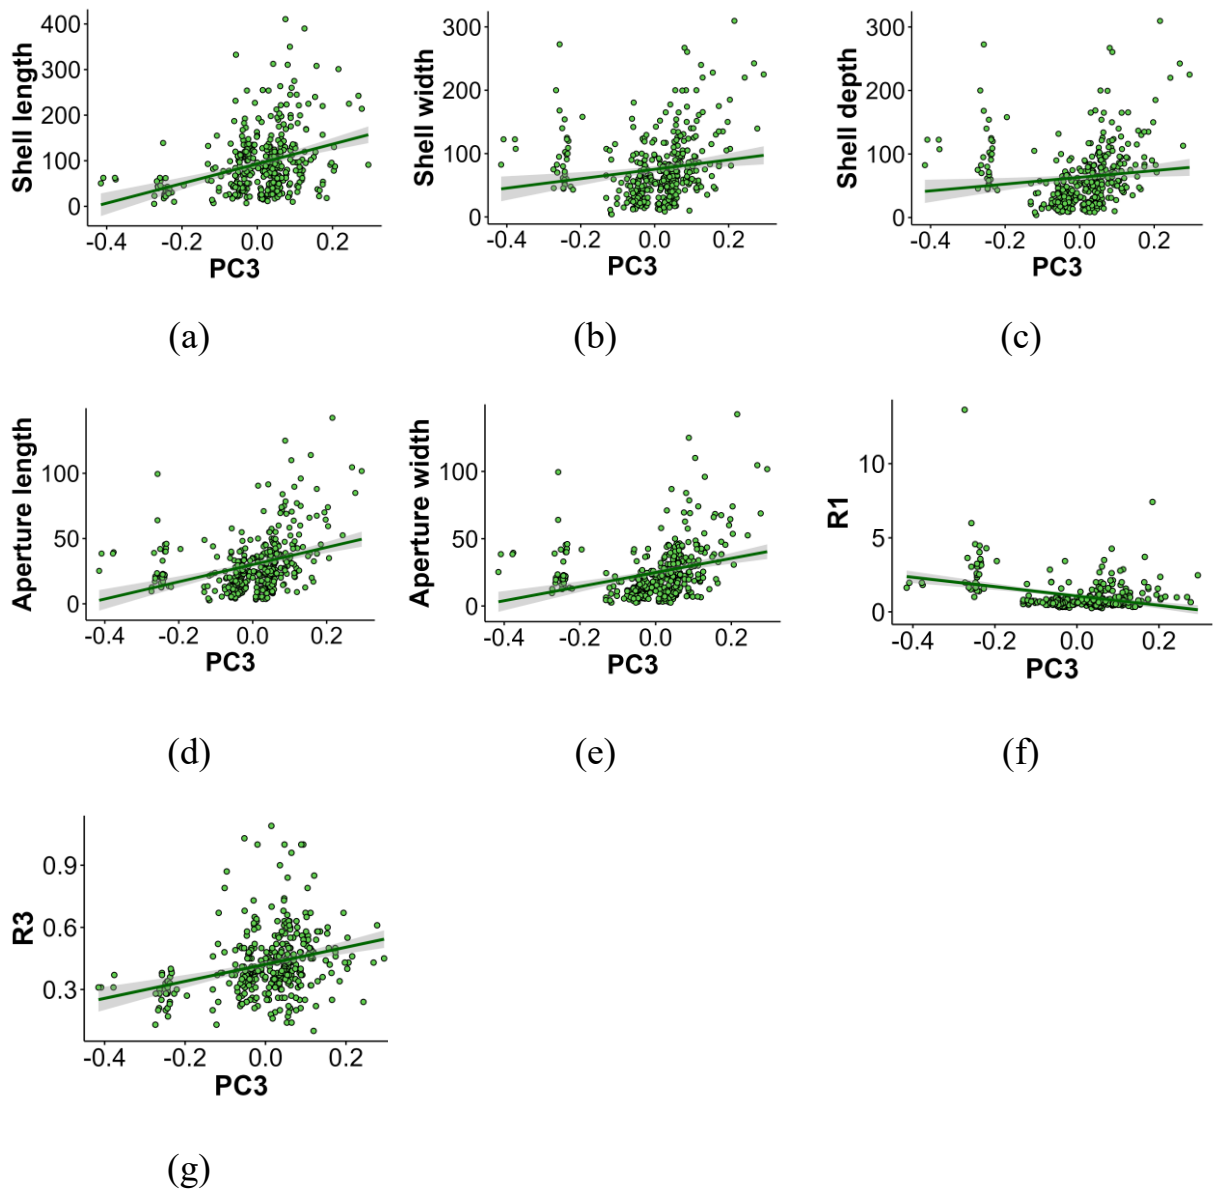 Shell length
400
300
200
100
0
-0.4 -0.2 0.0 0.2
PC3
(a)
Shell width
300
200
100
0
-0.4 -0.2 0.0 0.2
PC3
(b)
Shell depth
300
200
100
0
-0.4 -0.2 0.0 0.2
PC3
(c)
Aperture length
100
50
0
-0.4 -0.2 0.0 0.2
PC3
(d)
Aperture width
100
50
0
-0.4 -0.2 0.0 0.2
PC3
(e)
R1
10
5
0
-0.4 -0.2 0.0 0.2
PC3
(f)
R3
0.9
0.6
0.3
-0.4 -0.2 0.0 0.2
PC3
(g)